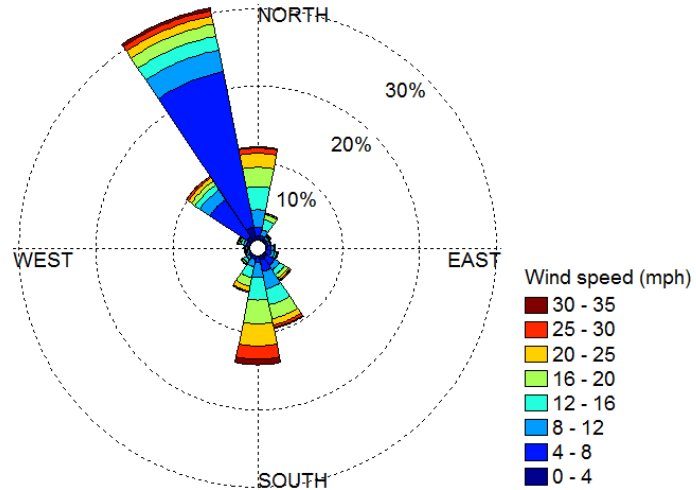 NORTH
30%
20%
10%
WEST
EAST
SOUTH
Wind speed (mph)
30 - 35
25 - 30
20 - 25
16 - 20
12 - 16
8 - 12
4 - 8
0 - 4